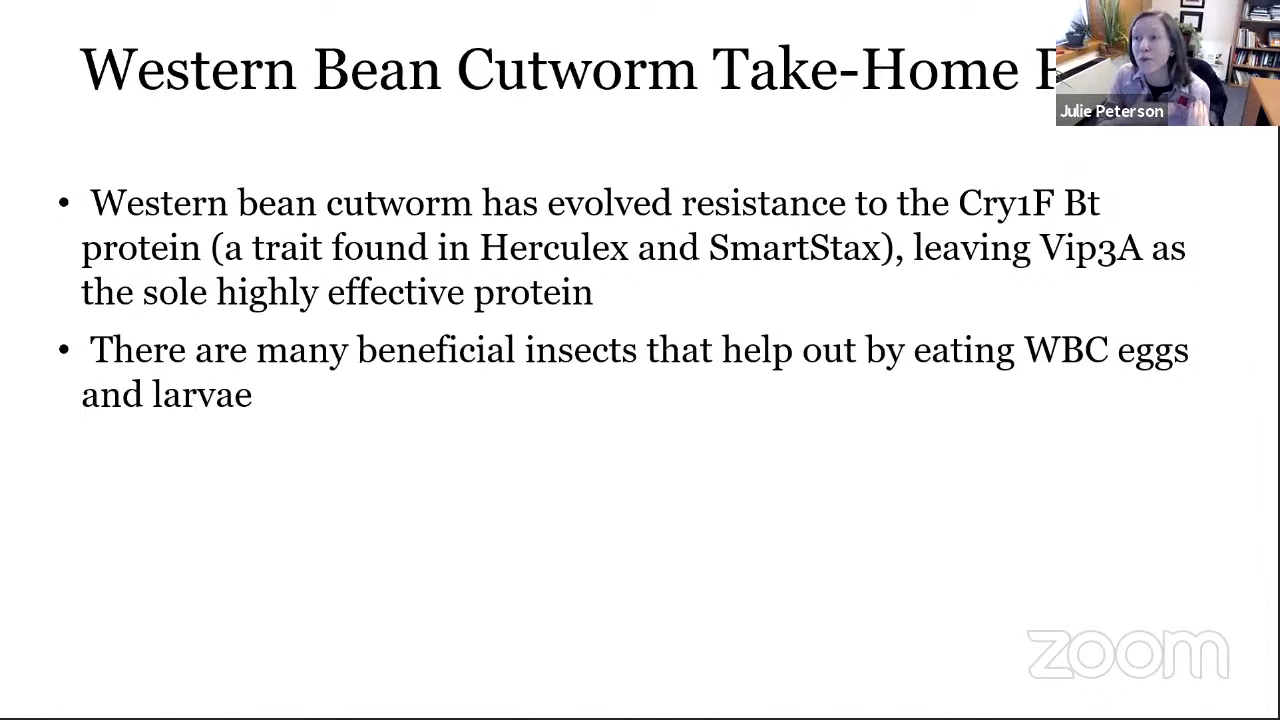 Western Bean Cutworm Take-Home
Julie Peterson
• Western bean cutworm has evolved resistance to the Cry1F Bt
protein (a trait found in Herculex and SmartStax), leaving Vip3A as
the sole highly effective protein
• There are many beneficial insects that help out by eating WBC eggs
and larvae
zoom